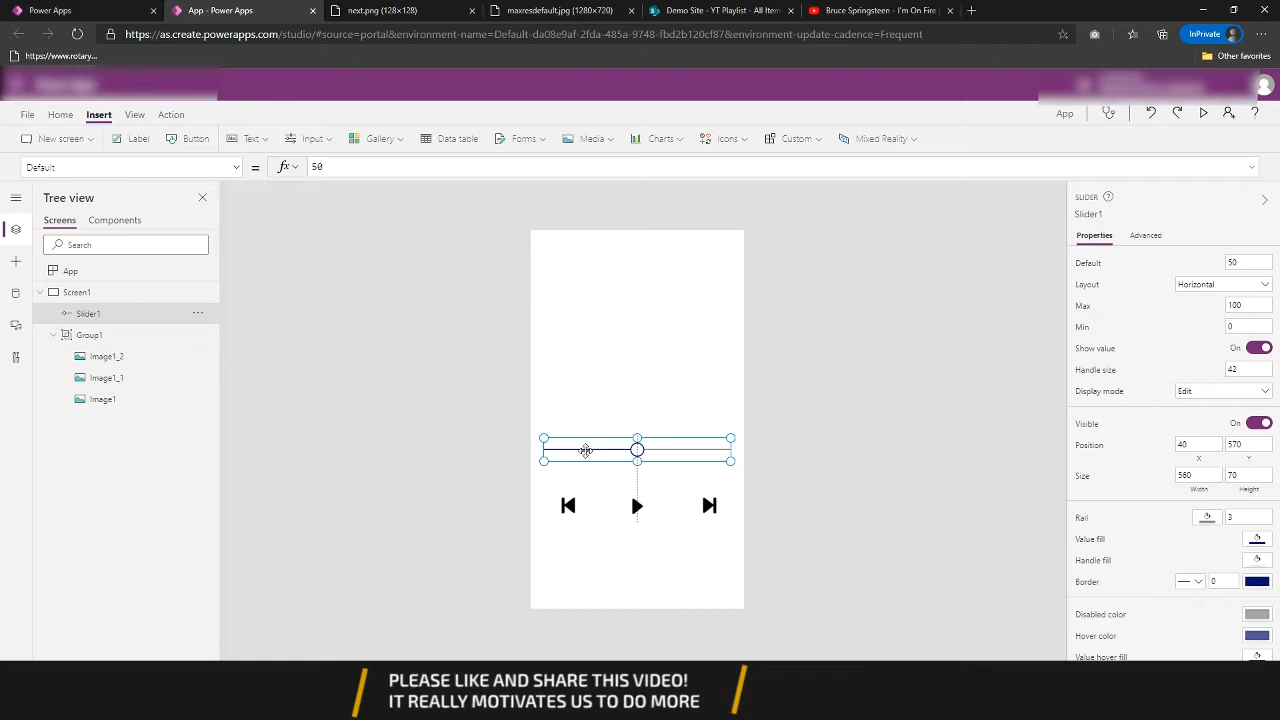 Power Apps
App - Power Apps
next.png (128×128)
maxresdefault.jpg (1280×720)
Demo Site - YT Playlist - All Item
Bruce Springsteen - I'm On Fire (
https://as.create.powerapps.com/studio/#source=portal&environment-name=Default-da08e9af-2fda-485a-9748-fbd2b120cf87&environment-update-cadence=Frequent
InPrivate
https://www.rotary...
Other favorites
File
Home
Insert
View
Action
App
New screen
Label
Button
Text
Input
Gallery
Data table
Forms
Media
Charts
Icons
Custom
Mixed Reality
Default
=
fx
50
Tree view
Screens
Components
Search
App
Screen1
Slider1
Group1
Image1_2
Image1_1
Image1
SLIDER
Slider1
Properties
Advanced
Default
50
Layout
Horizontal
Max
100
Min
0
Show value
On
Handle size
42
Display mode
Edit
Visible
On
Position
40
570
X
Y
Size
560
70
Width
Height
Rail
3
Value fill
Handle fill
Border
0
Disabled color
Hover color
Value hover fill
PLEASE LIKE AND SHARE THIS VIDEO!
IT REALLY MOTIVATES US TO DO MORE